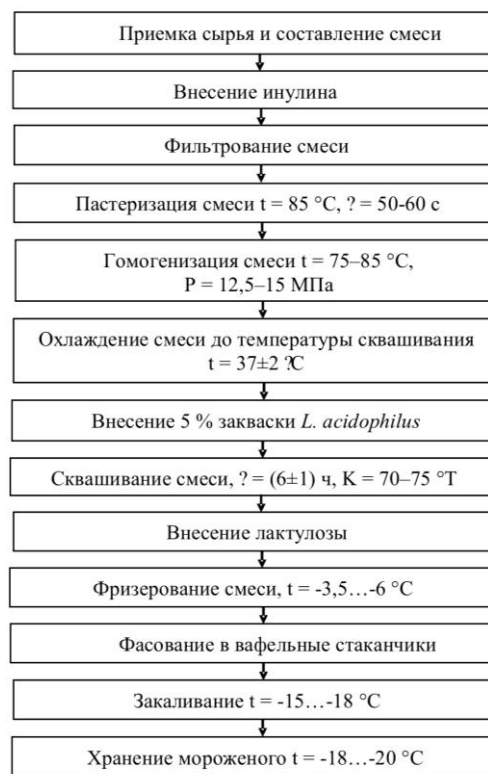 Приемка сырья и составление смеси
Внесение инулина
Фильтрование смеси
Пастеризация смеси t = 85 °C, ? = 50-60 с
Гомогенизация смеси t = 75–85 °C,
P = 12,5–15 МПа
Охлаждение смеси до температуры сквашивания
t = 37±2 ?C
Внесение 5 % закваски L. acidophilus
Сквашивание смеси, ? = (6±1) ч, K = 70–75 °T
Внесение лактулозы
Фризерование смеси, t = -3,5…-6 °C
Фасование в вафельные стаканчики
Закаливание t = -15…-18 °C
Хранение мороженого t = -18…-20 °C